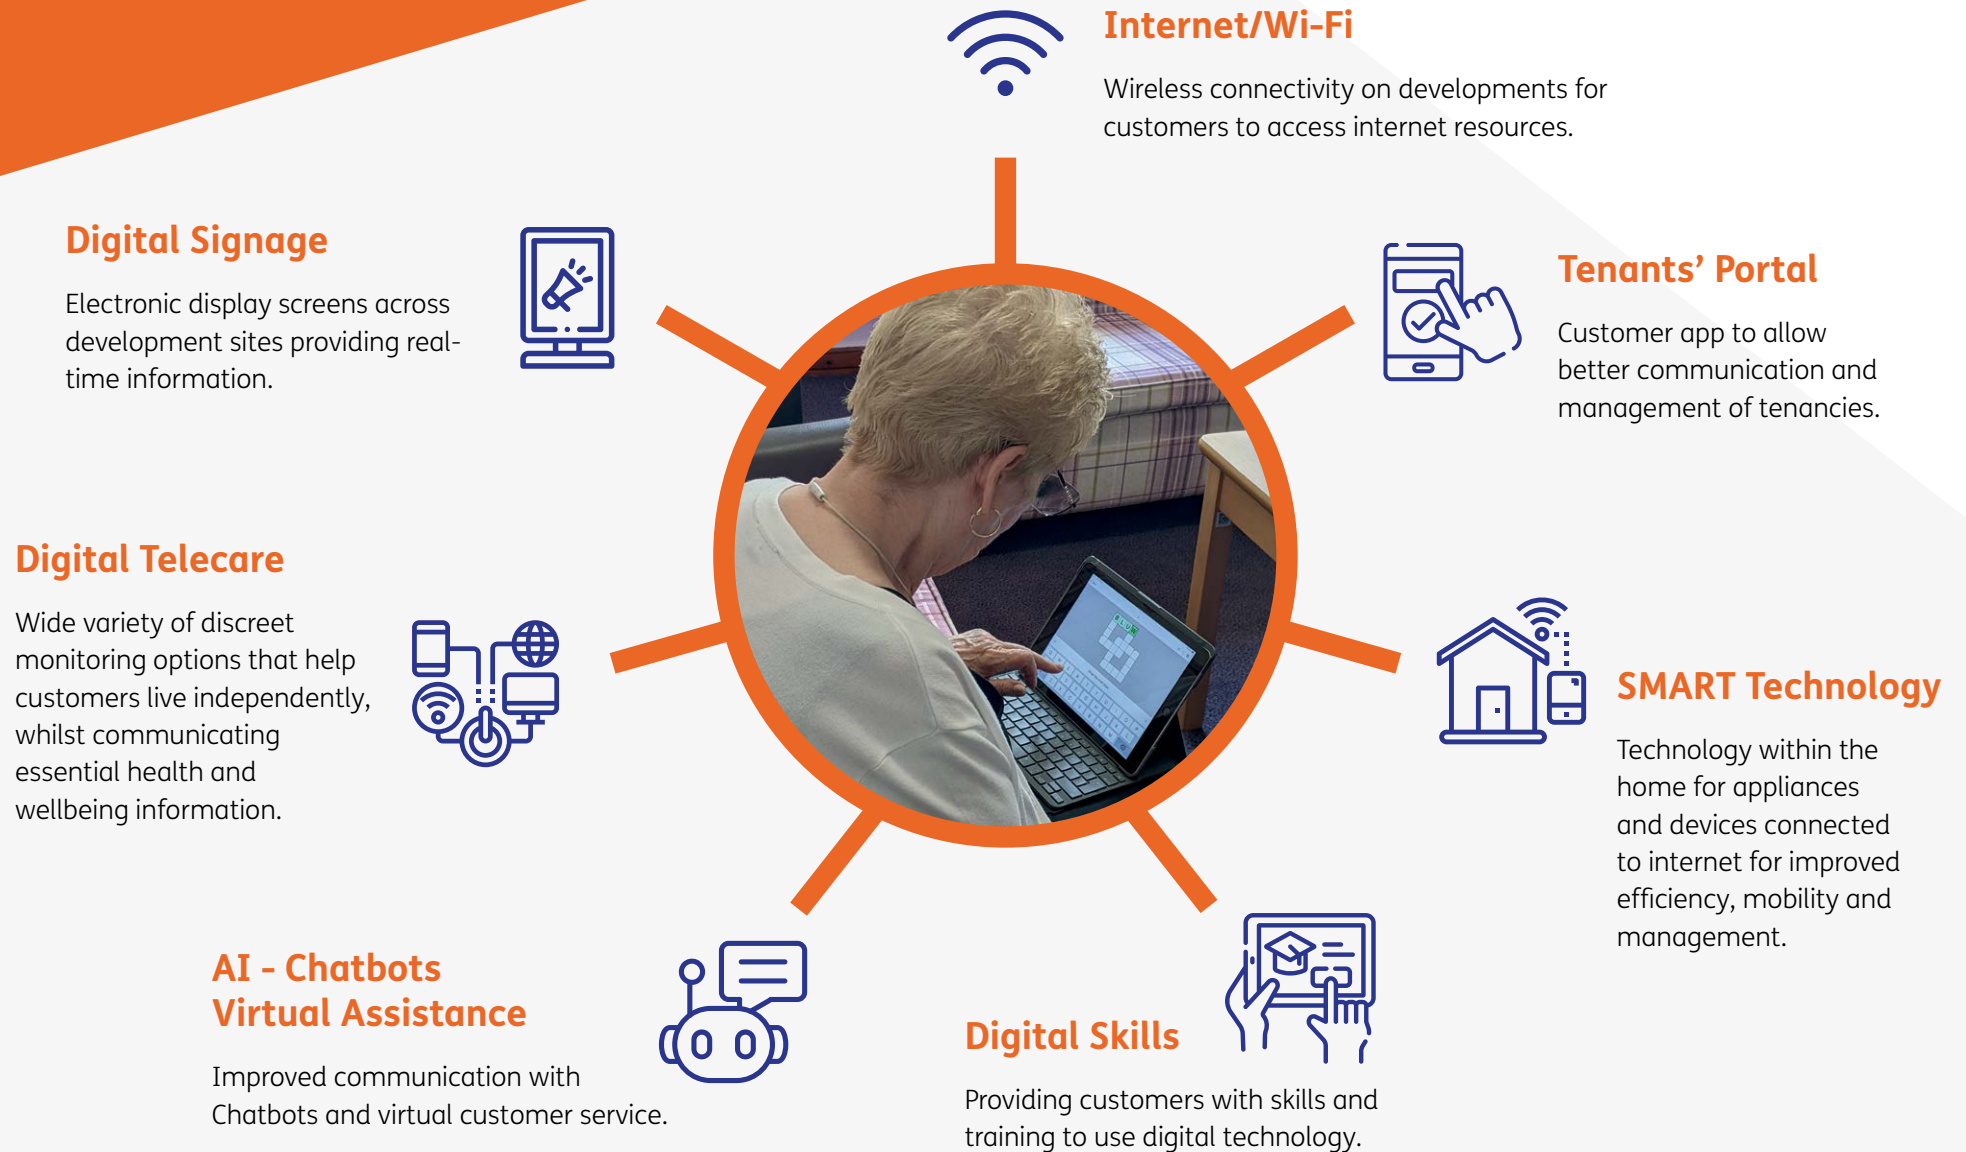 Internet/Wi-Fi
Wireless connectivity on developments for
customers to access internet resources.
Tenants’ Portal
Customer app to allow
better communication and
management of tenancies.
SMART Technology
Technology within the
home for appliances
and devices connected
to internet for improved
efficiency, mobility and
management.
Digital Skills
Providing customers with skills and
training to use digital technology.
AI - Chatbots
Virtual Assistance
Improved communication with
Chatbots and virtual customer service.
Digital Telecare
Wide variety of discreet
monitoring options that help
customers live independently,
whilst communicating
essential health and
wellbeing information.
Digital Signage
Electronic display screens across
development sites providing real-
time information.